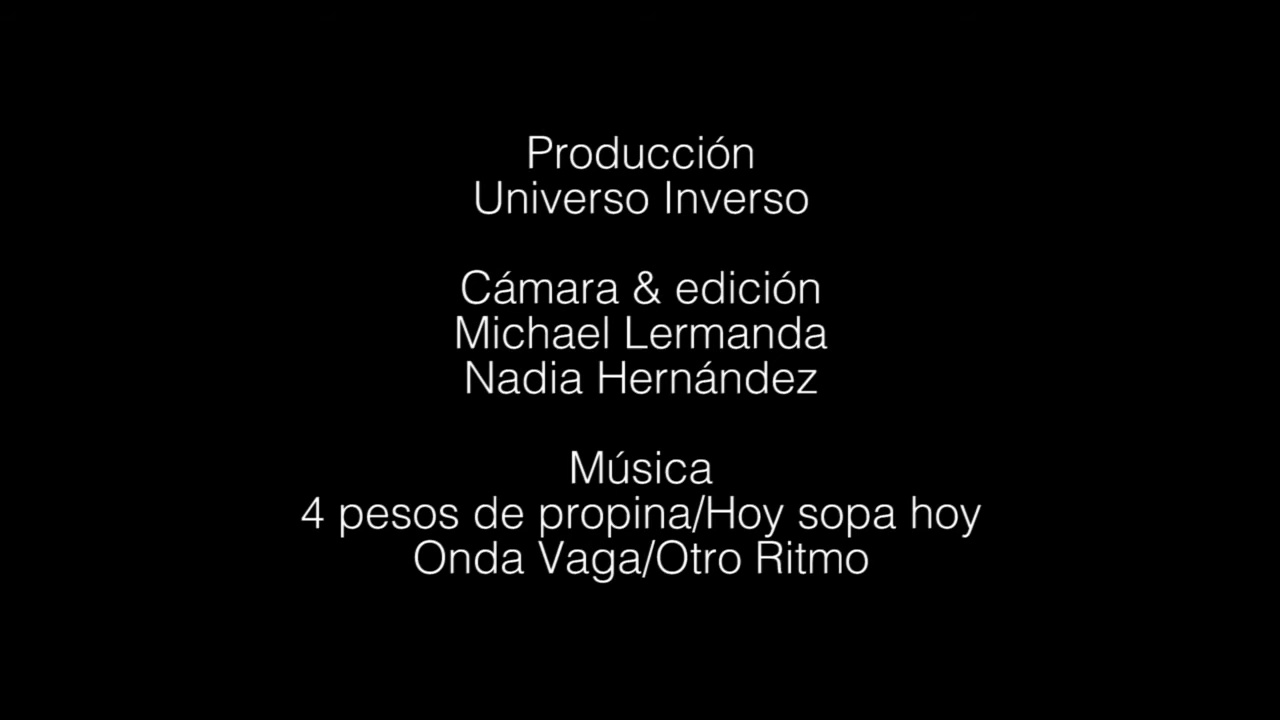 Producción
Universo Inverso
Cámara & edición
Michael Lermanda
Nadia Hernández
Música
4 pesos de propina/Hoy sopa hoy
Onda Vaga/Otro Ritmo